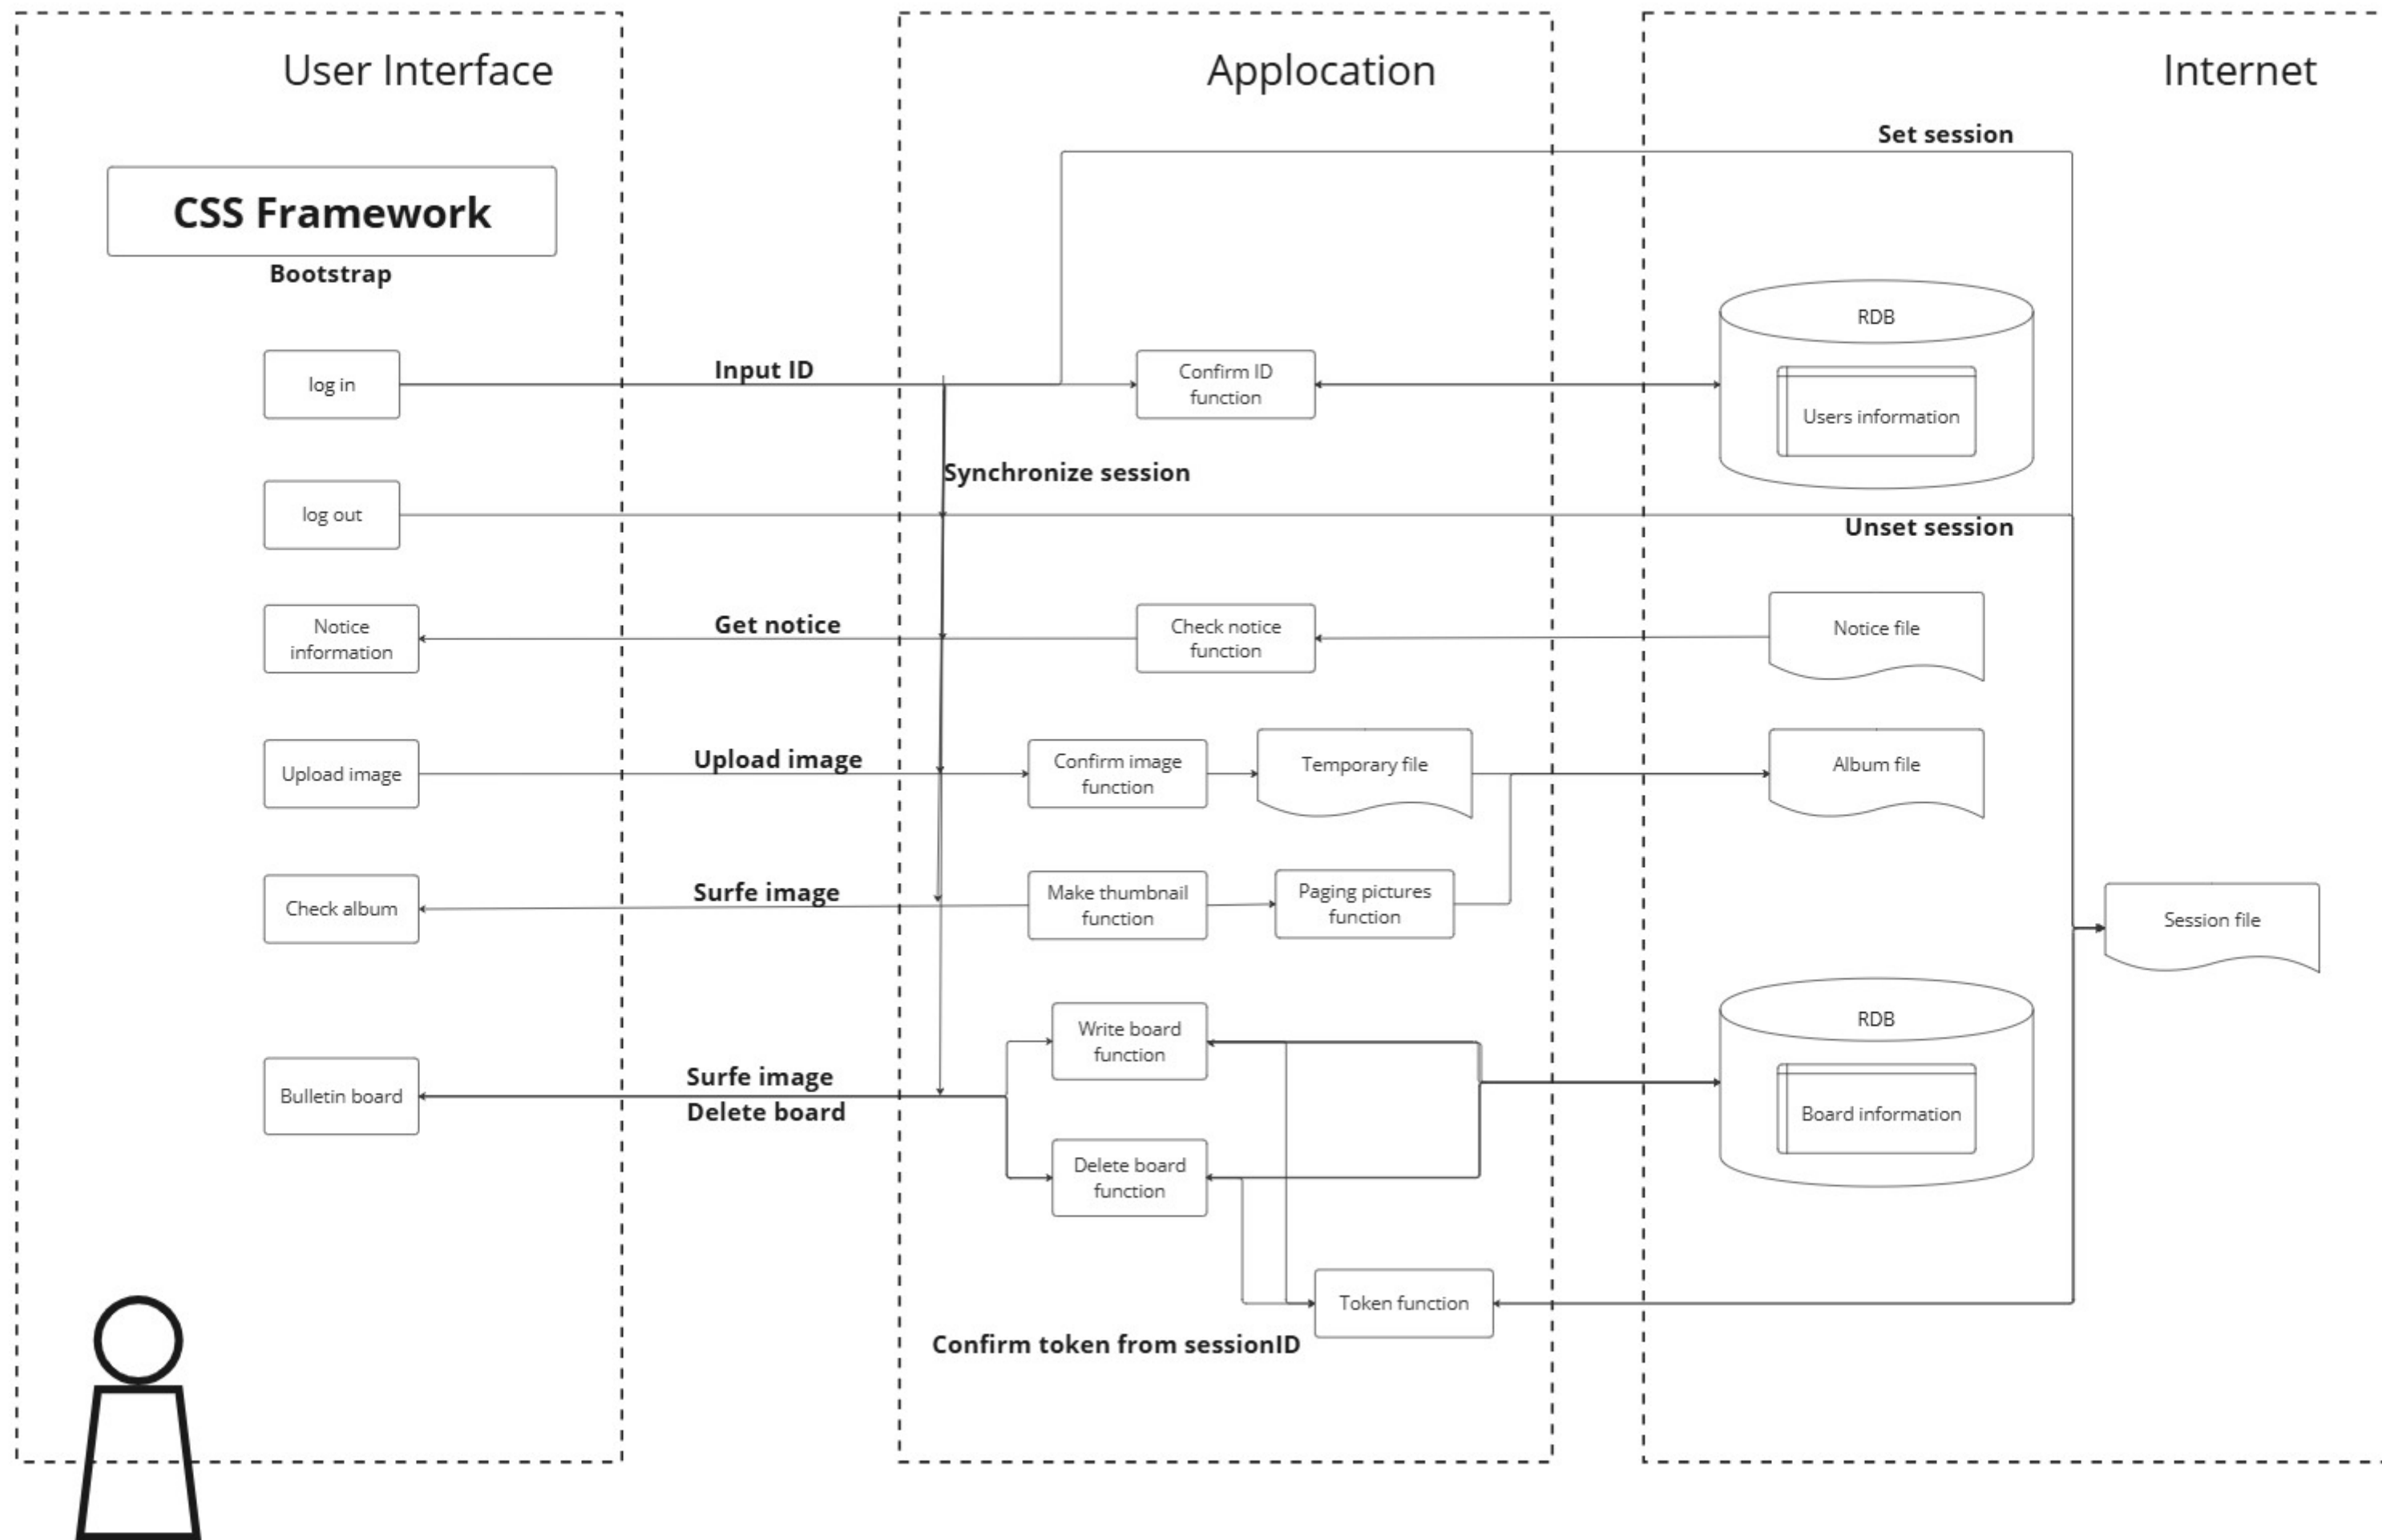 User Interface
Applocation
Internet
Set session
CSS Framework
Bootstrap
RDB
log in
Input ID
Confirm ID
function
Users information
Synchronize session
log out
Unset session
Notice
information
Get notice
Check notice
function
Notice file
Upload image
Upload image
Confirm image
function
Temporary file
Album file
Check album
Surfe image
Make thumbnail
function
Paging pictures
function
Session file
Write board
function
RDB
Bulletin board
Surfe image
Delete board
Board information
Delete board
function
Token function
Confirm token from sessionID